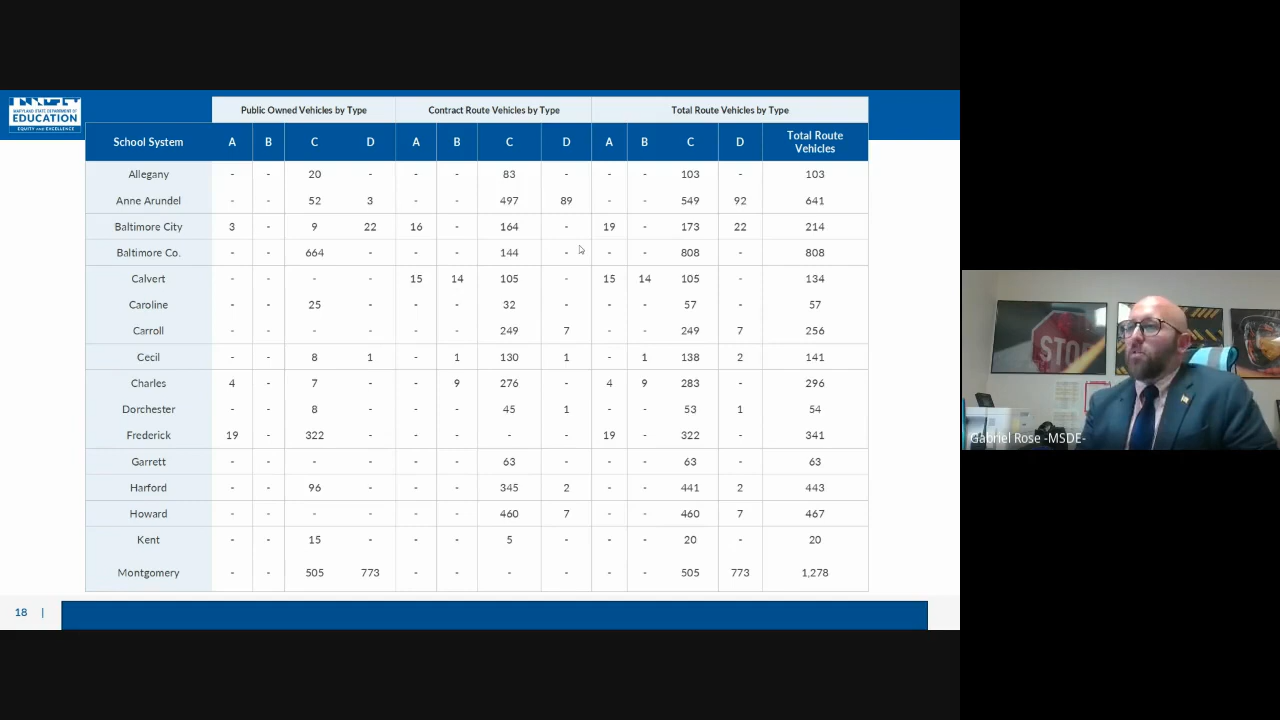 MARYLAND STATE DEPARTMENT OF
EDUCATION
EQUITY AND EXCELLENCE
Public Owned Vehicles by Type Contract Route Vehicles by Type Total Route Vehicles by Type
School System A B C D A B C D A B C D Total Route Vehicles
Allegany - - 20 - - - 83 - - - 103 - 103
Anne Arundel - - 52 3 - - 497 89 - - 549 92 641
Baltimore City 3 - 9 22 16 - 164 - 19 - 173 22 214
Baltimore Co. - - 664 - - - 144 - - - 808 - 808
Calvert - - - - 15 14 105 - 15 14 105 - 134
Caroline - - 25 - - - 32 - - - 57 - 57
Carroll - - - - - - 249 7 - - 249 7 256
Cecil - - 8 1 - 1 130 1 - 1 138 2 141
Charles 4 - 7 - - 9 276 - 4 9 283 - 296
Dorchester - - 8 - - - 45 1 - - 53 1 54
Frederick 19 - 322 - - - - - 19 - 322 - 341
Garrett - - - - - - 63 - - - 63 - 63
Harford - - 96 - - - 345 2 - - 441 2 443
Howard - - - - - - 460 7 - - 460 7 467
Kent - - 15 - - - 5 - - - 20 - 20
Montgomery - - 505 773 - - - - - - 505 773 1,278
18 |
STOP
Gabriel Rose -MSDE-